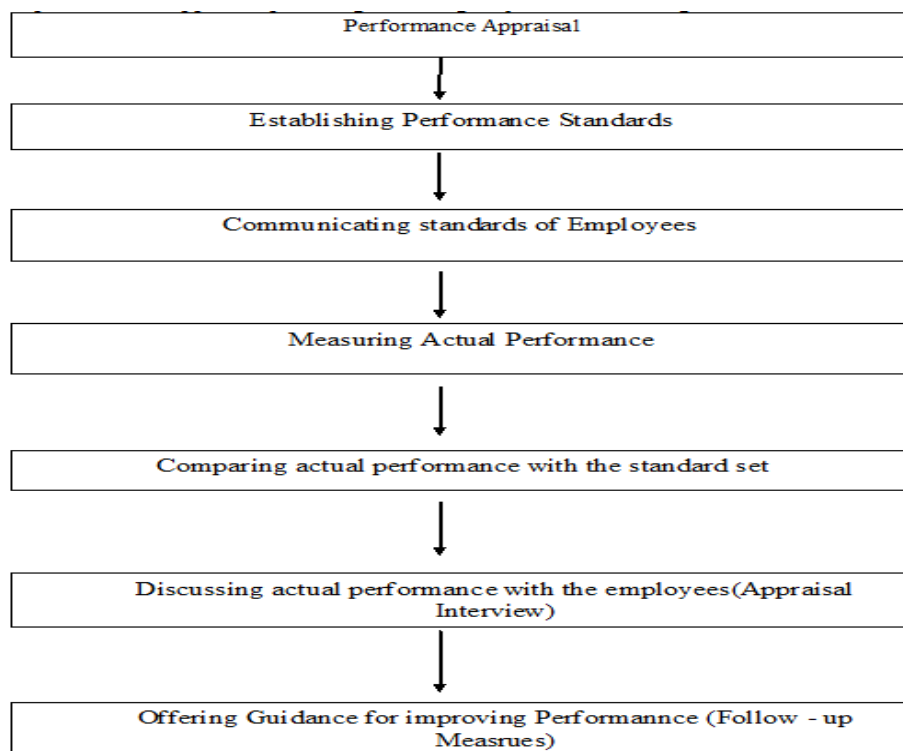 Performance Appraisal
Establishing Performance Standards
Communicating standards of Employees
Measuring Actual Performance
Comparing actual performance with the standard set
Discussing actual performance with the employees(Appraisal
Interview)
Offering Guidance for improving Performannce (Follow - up
Measrues)